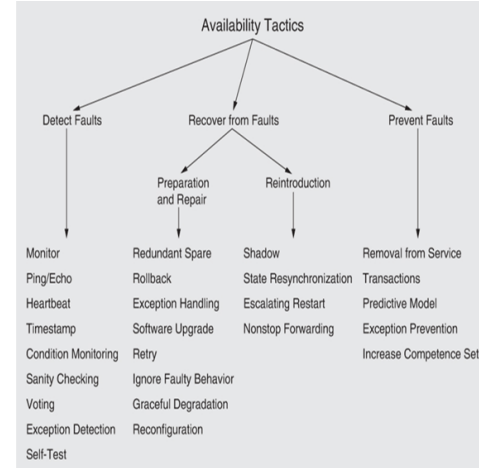 Availability Tactics
Detect Faults
Recover from Faults
Prevent Faults
Preparation
and Repair
Reintroduction
Monitor
Ping/Echo
Heartbeat
Timestamp
Condition Monitoring
Sanity Checking
Voting
Exception Detection
Self-Test
Redundant Spare
Rollback
Exception Handling
Software Upgrade
Retry
Ignore Faulty Behavior
Graceful Degradation
Reconfiguration
Shadow
State Resynchronization
Escalating Restart
Nonstop Forwarding
Removal from Service
Transactions
Predictive Model
Exception Prevention
Increase Competence Set